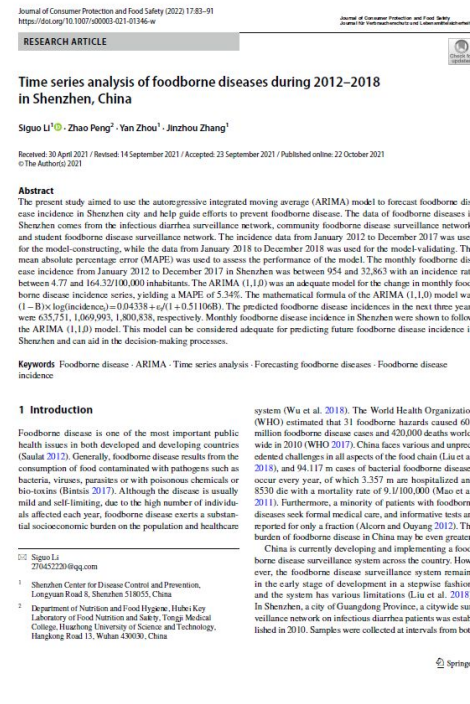 Journal of Consumer Protection and Food Safety (2022) 17:83–91
https://doi.org/10.1007/s00003-021-01346-w
Journal of Consumer Protection and Food Safety
Journal für Verbraucherschutz und Lebensmittelsicherheit
RESEARCH ARTICLE
Check for
updates
Time series analysis of foodborne diseases during 2012–2018
in Shenzhen, China
Siguo Li1 · Zhao Peng2 · Yan Zhou1 · Jinzhou Zhang1
Received: 30 April 2021 / Revised: 14 September 2021 / Accepted: 23 September 2021 / Published online: 22 October 2021
© The Author(s) 2021
Abstract
The present study aimed to use the autoregressive integrated moving average (ARIMA) model to forecast foodborne dis
ease incidence in Shenzhen city and help guide efforts to prevent foodborne disease. The data of foodborne diseases i
Shenzhen comes from the infectious diarrhea surveillance network, community foodborne disease surveillance network
and student foodborne disease surveillance network. The incidence data from January 2012 to December 2017 was use
for the model-constructing, while the data from January 2018 to December 2018 was used for the model-validating. Th
mean absolute percentage error (MAPE) was used to assess the performance of the model. The monthly foodborne dis
ease incidence from January 2012 to December 2017 in Shenzhen was between 954 and 32,863 with an incidence rat
between 4.77 and 164.32/100,000 inhabitants. The ARIMA (1,1,0) was an adequate model for the change in monthly food
borne disease incidence series, yielding a MAPE of 5.34%. The mathematical formula of the ARIMA (1,1,0) model wa
(1−B)×log(incidencet)=0.04338+εt/(1+0.51106B). The predicted foodborne disease incidences in the next three year
were 635,751, 1,069,993, 1,800,838, respectively. Monthly foodborne disease incidence in Shenzhen were shown to follow
the ARIMA (1,1,0) model. This model can be considered adequate for predicting future foodborne disease incidence i
Shenzhen and can aid in the decision-making processes.
Keywords Foodborne disease · ARIMA · Time series analysis · Forecasting foodborne diseases · Foodborne disease
incidence
1 Introduction
Foodborne disease is one of the most important public
health issues in both developed and developing countries
(Saulat 2012). Generally, foodborne disease results from the
consumption of food contaminated with pathogens such as
bacteria, viruses, parasites or with poisonous chemicals or
bio-toxins (Bintsis 2017). Although the disease is usually
mild and self-limiting, due to the high number of individu-
als affected each year, foodborne disease exerts a substan-
tial socioeconomic burden on the population and healthcare
Siguo Li
270452220@qq.com
1 Shenzhen Center for Disease Control and Prevention,
Longyuan Road 8, Shenzhen 518055, China
2 Department of Nutrition and Food Hygiene, Hubei Key
Laboratory of Food Nutrition and Safety, Tongji Medical
College, Huazhong University of Science and Technology,
Hangkong Road 13, Wuhan 430030, China
system (Wu et al. 2018). The World Health Organizatio
(WHO) estimated that 31 foodborne hazards caused 60
million foodborne disease cases and 420,000 deaths world
wide in 2010 (WHO 2017). China faces various and unprec
edented challenges in all aspects of the food chain (Liu et a
2018), and 94.117 m cases of bacterial foodborne disease
occur every year, of which 3.357 m are hospitalized an
8530 die with a mortality rate of 9.1/100,000 (Mao et a
2011). Furthermore, a minority of patients with foodborn
diseases seek formal medical care, and informative tests ar
reported for only a fraction (Alcorn and Ouyang 2012). Th
burden of foodborne disease in China may be even greater
China is currently developing and implementing a food
borne disease surveillance system across the country. How
ever, the foodborne disease surveillance system remain
in the early stage of development in a stepwise fashion
and the system has various limitations (Liu et al. 2018
In Shenzhen, a city of Guangdong Province, a citywide sur
veillance network on infectious diarrhea patients was estab
lished in 2010. Samples were collected at intervals from bot
Springe